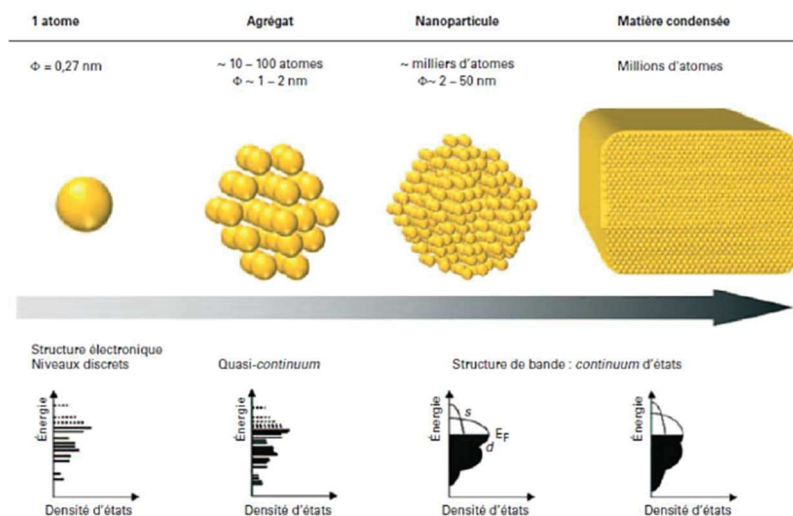 1 atome
Agrégat
Nanoparticule
Matière condensée
Φ = 0,27 nm
~ 10 – 100 atomes
Φ ~ 1 – 2 nm
~ milliers d'atomes
Φ~ 2 – 50 nm
Millions d'atomes
Structure électronique
Niveaux discrets
Quasi-continuum
Structure de bande : continuum d'états
Énergie
Densité d'états
Énergie
Densité d'états
Énergie
s
EF
d
Densité d'états
Énergie
Densité d'états